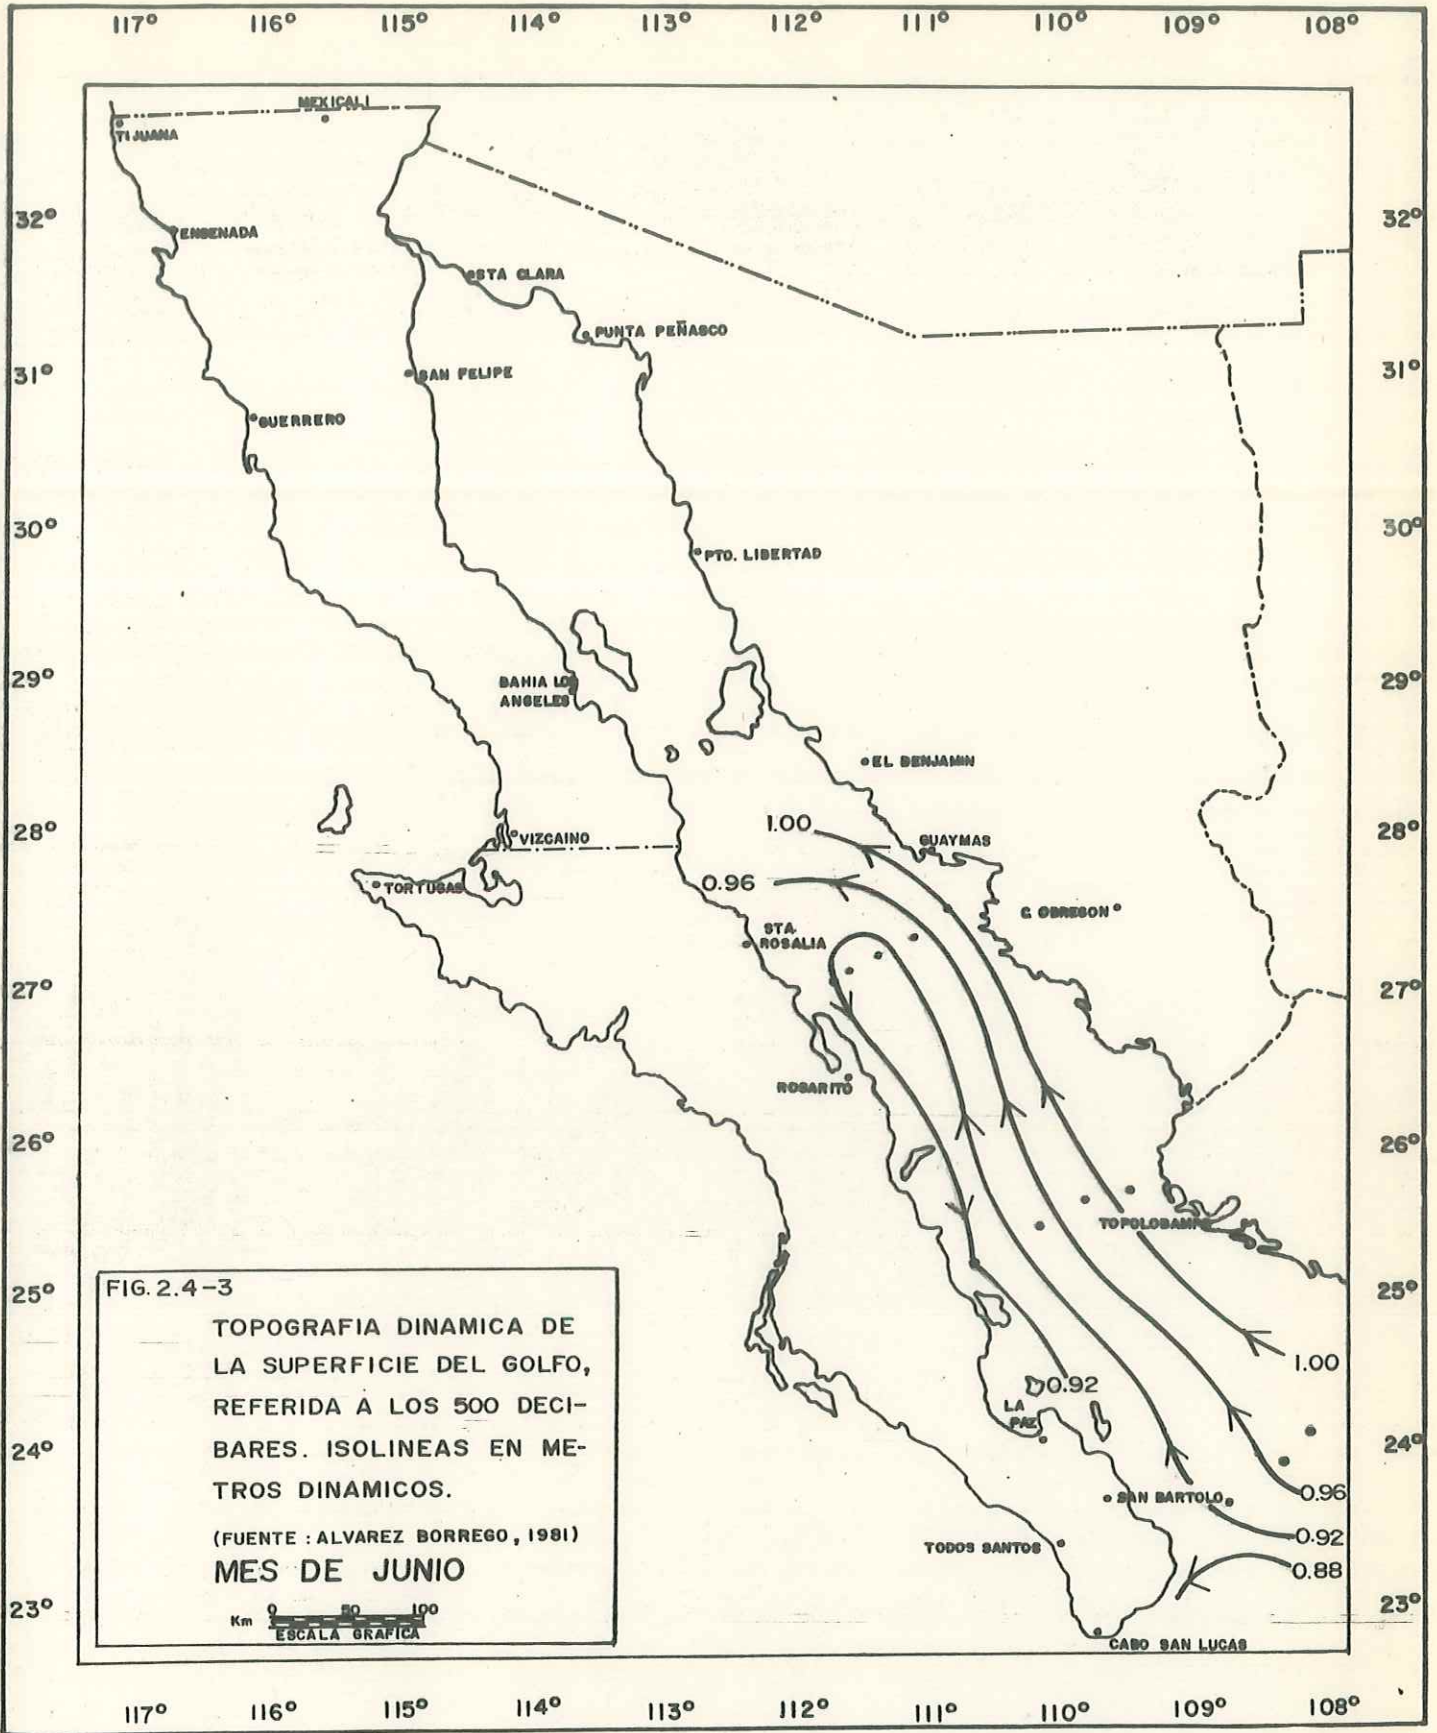 117° 116° 115° 114° 113° 112° 111° 110° 109° 108°
MEXICALI
TIJUANA
32° 32°
ENSENADA
STA CLARA
PUNTA PEÑASCO
31° 31°
SAN FELIPE
GUERRERO
30° 30°
PTO. LIBERTAD
29° 29°
BAHIA LOS
ANGELES
EL BENJAMIN
28° 28°
1.00
VIZCAINO
GUAYMAS
TORTUGAS
0.96
C. OBREGON
STA.
ROSALIA
27° 27°
ROSARITO
26° 26°
TOPOLOBAMPO
25° 25°
1.00
0.92
LA
PAZ
24° 24°
0.96
SAN BARTOLO
0.92
TODOS SANTOS
0.88
23° 23°
CABO SAN LUCAS
FIG. 2.4-3
TOPOGRAFIA DINAMICA DE
LA SUPERFICIE DEL GOLFO,
REFERIDA A LOS 500 DECI-
BARES. ISOLINEAS EN ME-
TROS DINAMICOS.
(FUENTE : ALVAREZ BORREGO, 1981)
MES DE JUNIO
Km 0 50 100
ESCALA GRAFICA
117° 116° 115° 114° 113° 112° 111° 110° 109° 108°